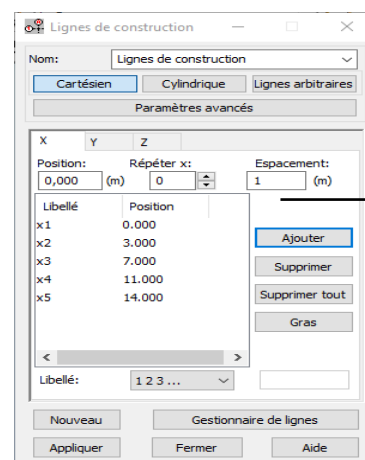 Lignes de construction
Nom: Lignes de construction
Cartésien Cylindrique Lignes arbitraires
Paramètres avancés
X Y Z
Position: Répéter x: Espacement:
0,000 (m) 0 1 (m)
Libellé Position
x1 0.000
x2 3.000
x3 7.000
x4 11.000
x5 14.000
Ajouter
Supprimer
Supprimer tout
Gras
Libellé: 1 2 3 ...
Nouveau Gestionnaire de lignes
Appliquer Fermer Aide